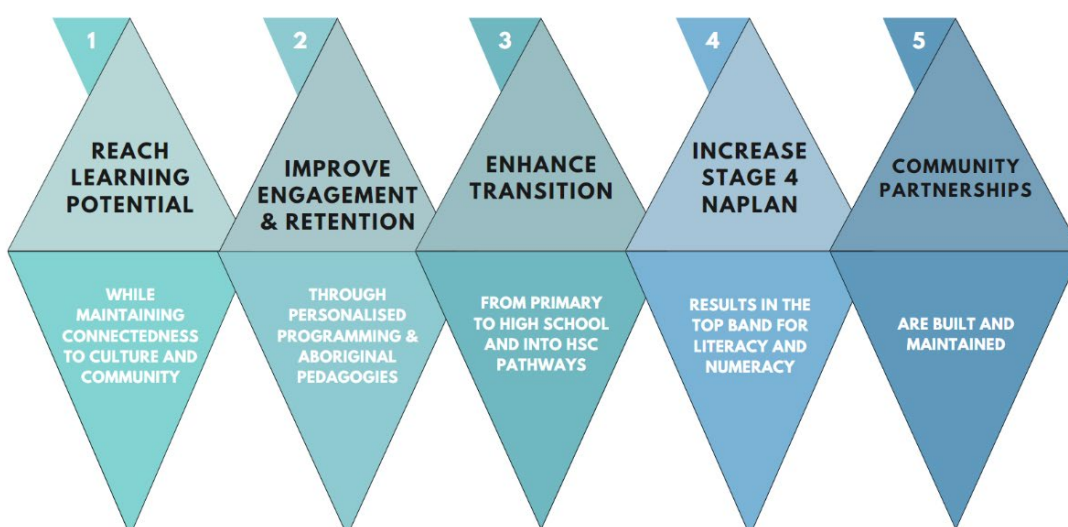 1
REACH
LEARNING
POTENTIAL
WHILE
MAINTAINING
CONNECTEDNESS
TO CULTURE AND
COMMUNITY
2
IMPROVE
ENGAGEMENT
& RETENTION
THROUGH
PERSONALISED
PROGRAMMING &
ABORIGINAL
PEDAGOGIES
3
ENHANCE
TRANSITION
FROM PRIMARY
TO HIGH SCHOOL
AND INTO HSC
PATHWAYS
4
INCREASE
STAGE 4
NAPLAN
RESULTS IN THE
TOP BAND FOR
LITERACY AND
NUMERACY
5
COMMUNITY
PARTNERSHIPS
ARE BUILT AND
MAINTAINED